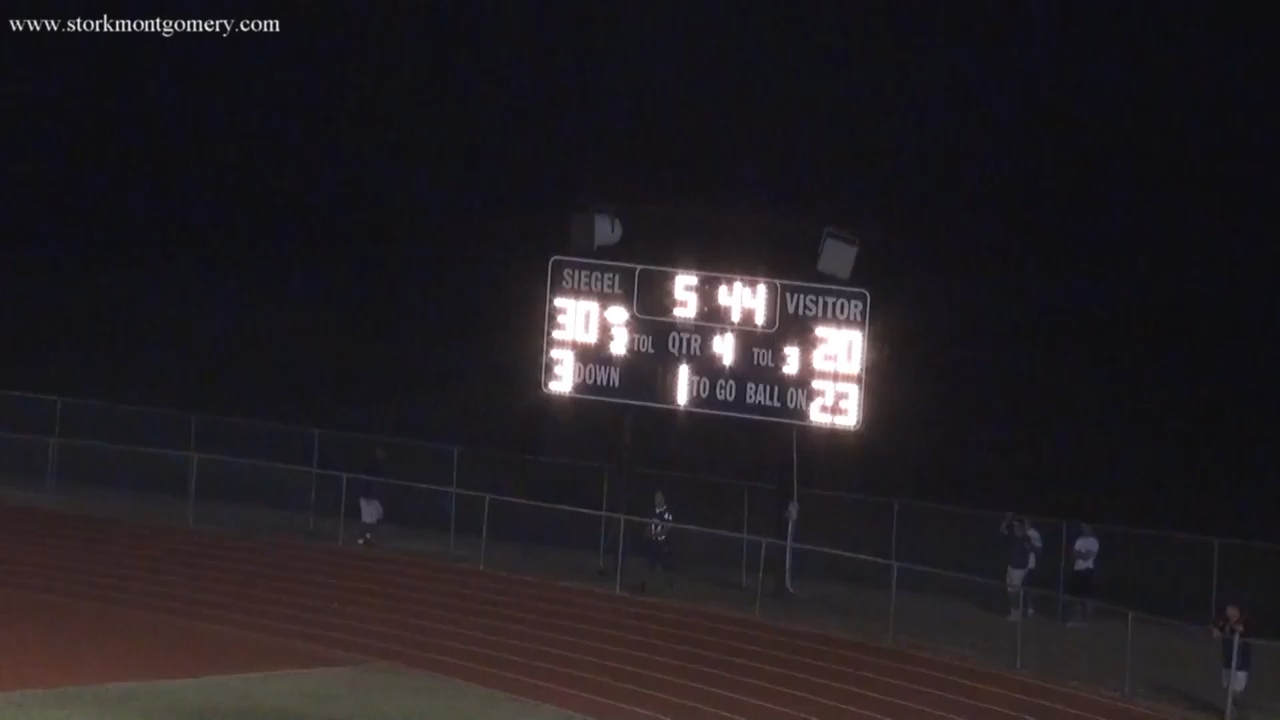 www.storkmontgomery.com
SIEGEL 5 44 VISITOR
30 TOL QTR 4 TOL 3 20
3 DOWN 1 TO GO BALL ON 23